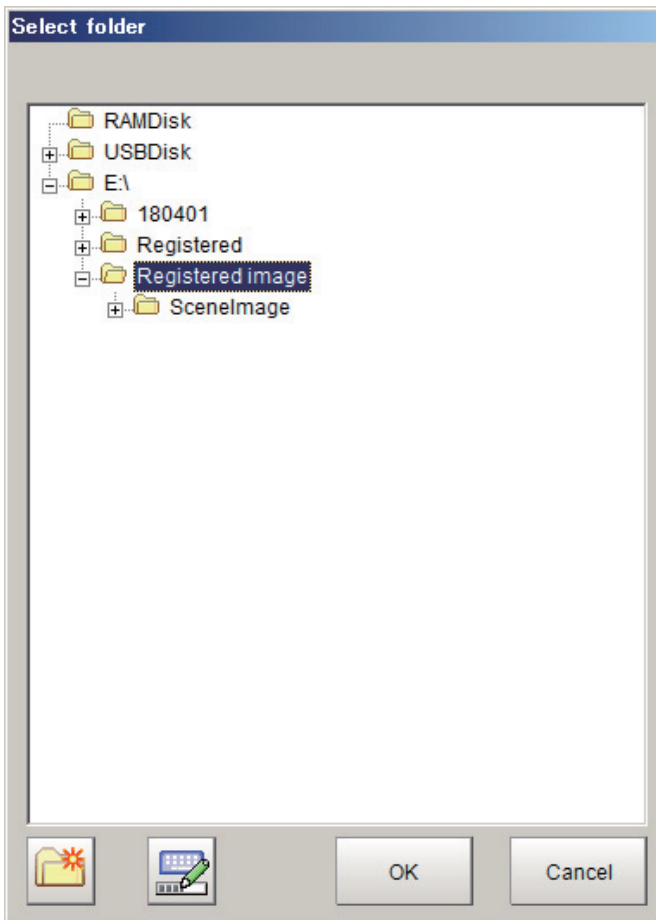 Select folder
RAMDisk
USBDisk
E:\
180401
Registered
Registered image
SceneImage
OK
Cancel